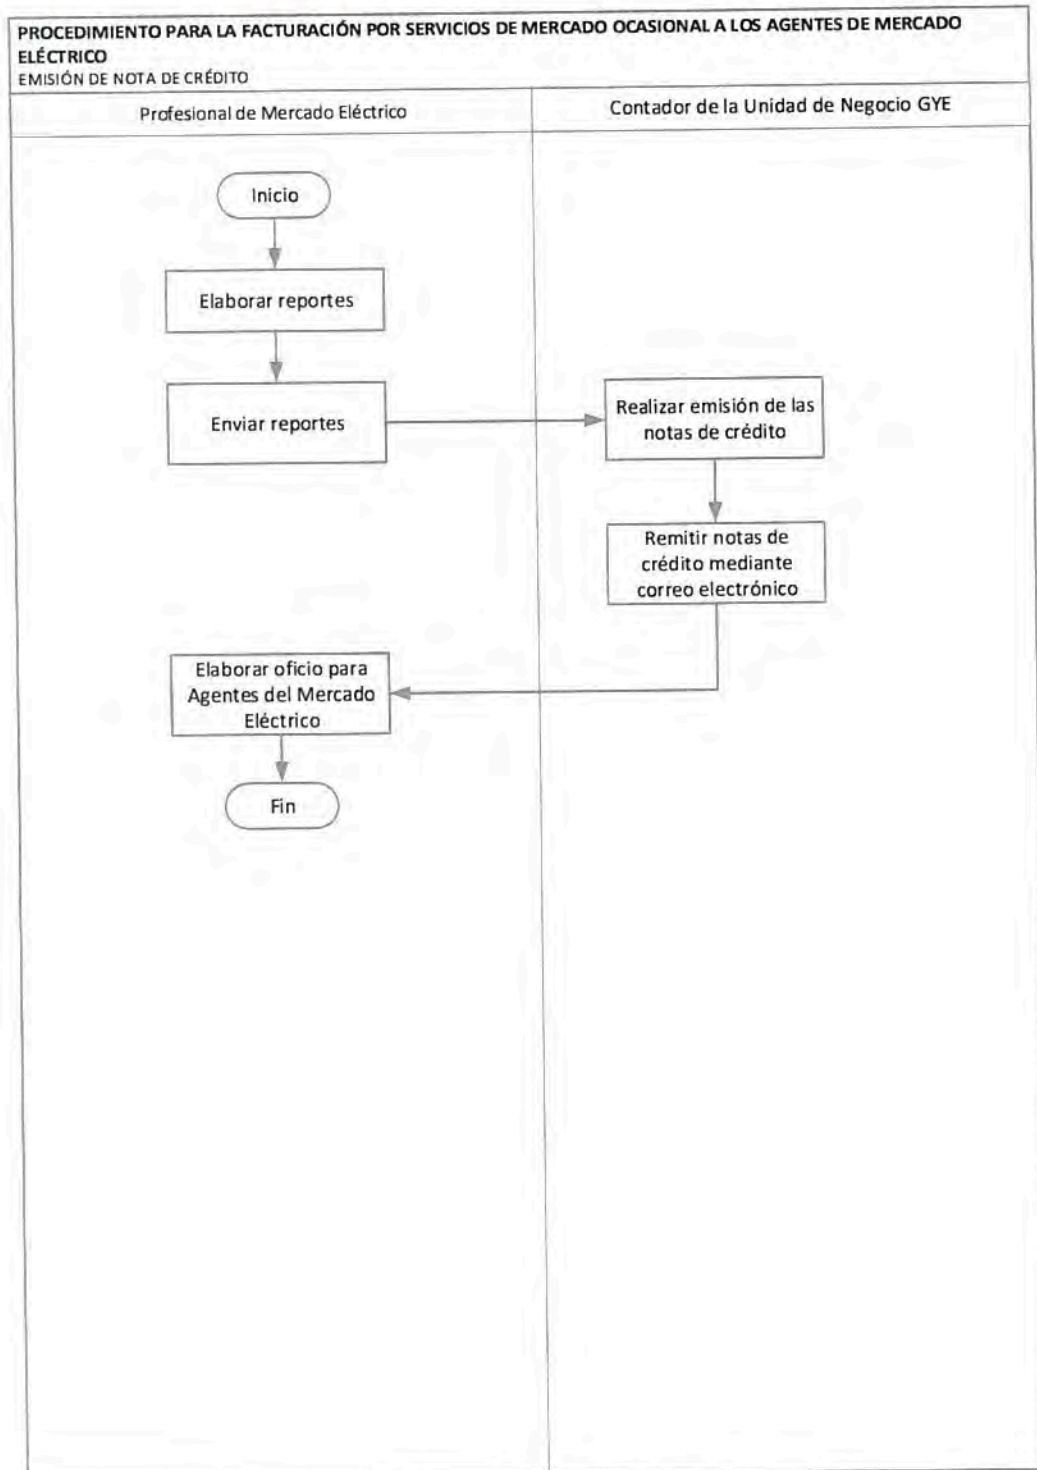 PROCEDIMIENTO PARA LA FACTURACIÓN POR SERVICIOS DE MERCADO OCASIONAL A LOS AGENTES DE MERCADO
ELÉCTRICO
EMISIÓN DE NOTA DE CRÉDITO
Profesional de Mercado Eléctrico
Contador de la Unidad de Negocio GYE
Inicio
Elaborar reportes
Enviar reportes
Realizar emisión de las
notas de crédito
Remitir notas de
crédito mediante
correo electrónico
Elaborar oficio para
Agentes del Mercado
Eléctrico
Fin